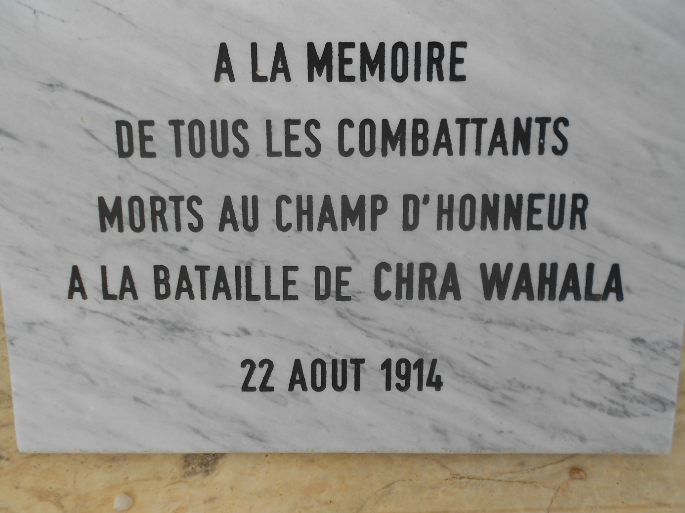 A LA MEMOIRE
DE TOUS LES COMBATTANTS
MORTS AU CHAMP D'HONNEUR
A LA BATAILLE DE CHRA WAHALA
22 AOUT 1914